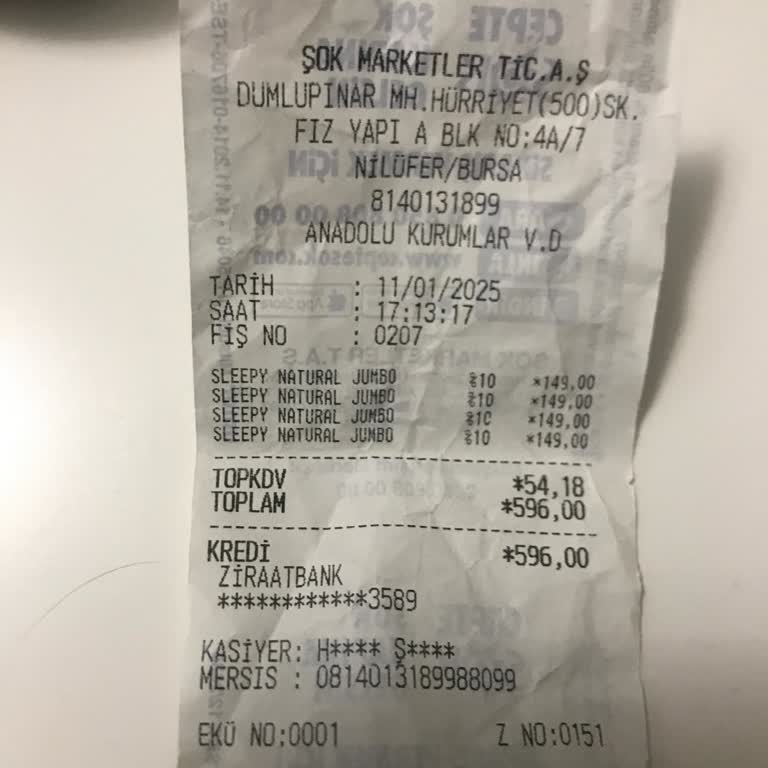 ŞOK MARKETLER TİC.A.Ş
DUMLUPINAR MH.HÜRRİYET(500)SK.
FIZ YAPI A BLK NO:4A/7
NİLÜFER/BURSA
8140131899
ANADOLU KURUMLAR V.D
TARİH : 11/01/2025
SAAT : 17:13:17
FİŞ NO : 0207
SLEEPY NATURAL JUMBO %10 *149,00
SLEEPY NATURAL JUMBO %10 *149,00
SLEEPY NATURAL JUMBO %10 *149,00
SLEEPY NATURAL JUMBO %10 *149,00
TOPKDV *54,18
TOPLAM *596,00
KREDİ *596,00
ZİRAATBANK
************3589
KASİYER: H**** Ş****
MERSIS : 0814013189988099
EKÜ NO:0001 Z NO:0151